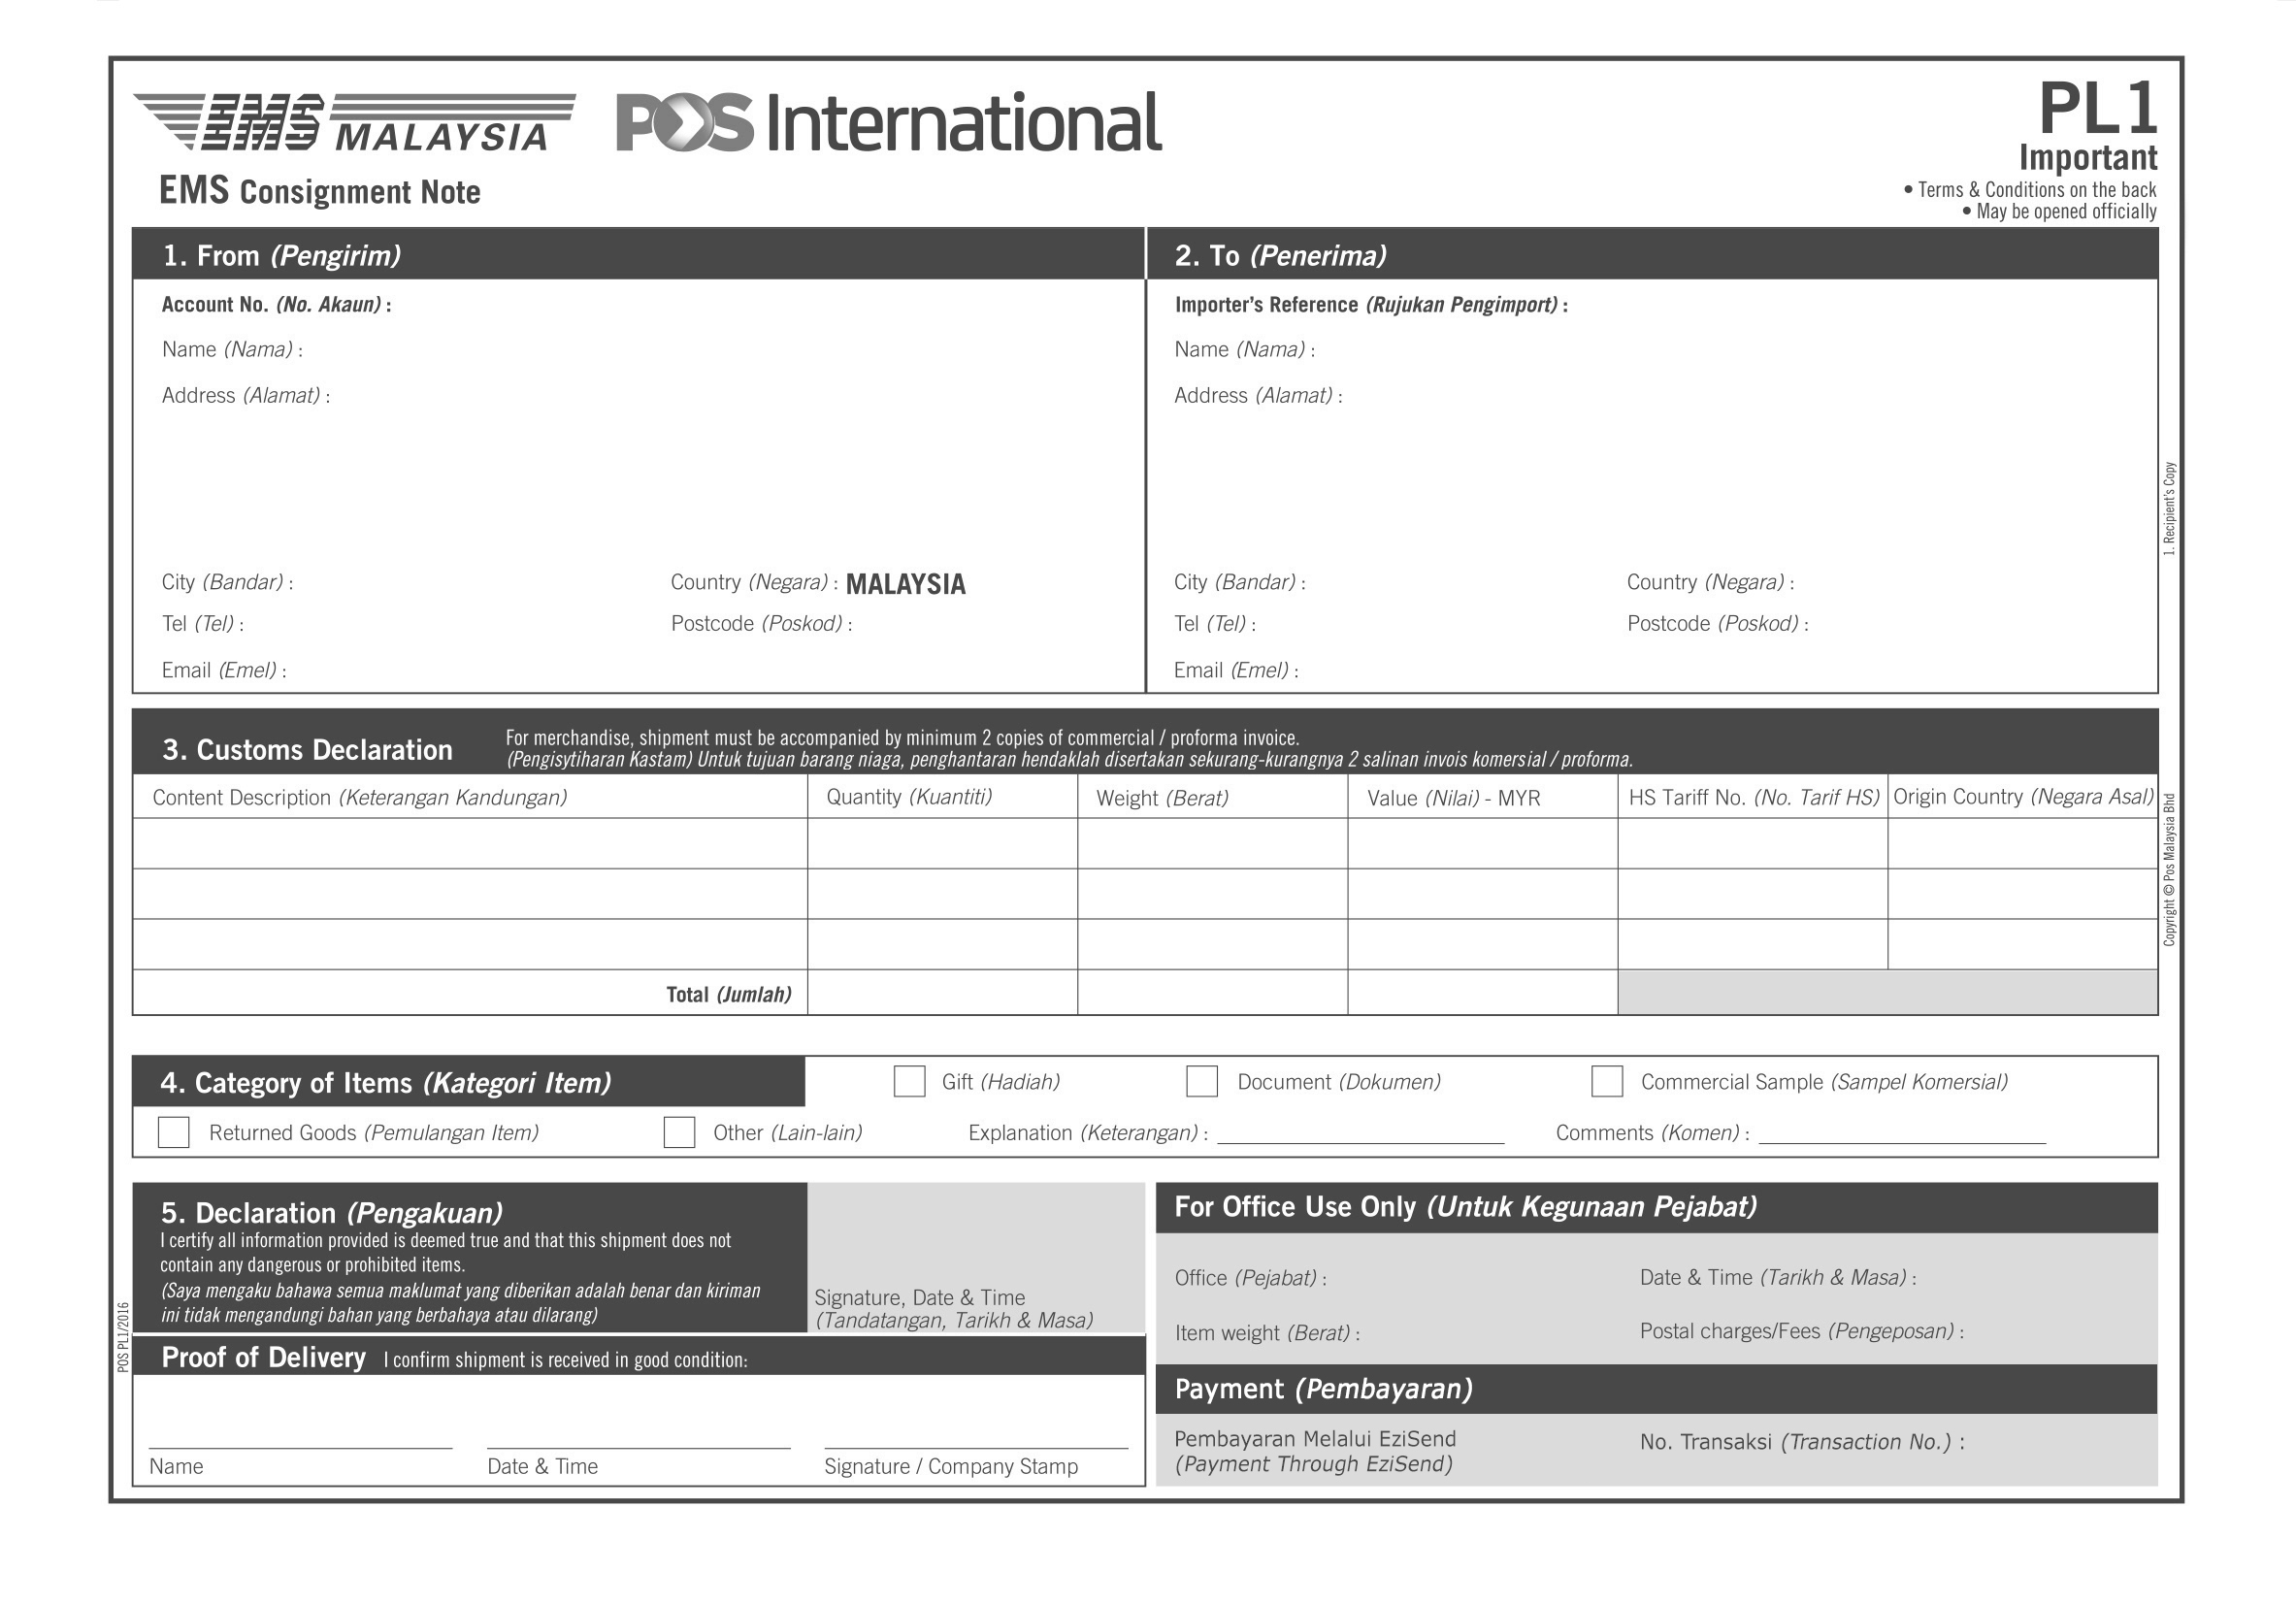 EMS MALAYSIA POS International
PL1
Important
EMS Consignment Note
• Terms & Conditions on the back
• May be opened officially
1. From (Pengirim)
Account No. (No. Akaun) :
Name (Nama) :
Address (Alamat) :
City (Bandar) : Country (Negara) : MALAYSIA
Tel (Tel) : Postcode (Poskod) :
Email (Emel) :
2. To (Penerima)
Importer's Reference (Rujukan Pengimport) :
Name (Nama) :
Address (Alamat) :
City (Bandar) : Country (Negara) :
Tel (Tel) : Postcode (Poskod) :
Email (Emel) :
1. Recipient's Copy
3. Customs Declaration
For merchandise, shipment must be accompanied by minimum 2 copies of commercial / proforma invoice.
(Pengisytiharan Kastam) Untuk tujuan barang niaga, penghantaran hendaklah disertakan sekurang-kurangnya 2 salinan invois komersial / proforma.
Content Description (Keterangan Kandungan) Quantity (Kuantiti) Weight (Berat) Value (Nilai) - MYR HS Tariff No. (No. Tarif HS) Origin Country (Negara Asal)
Total (Jumlah)
Copyright © Pos Malaysia Bhd
4. Category of Items (Kategori Item) Gift (Hadiah) Document (Dokumen) Commercial Sample (Sampel Komersial)
Returned Goods (Pemulangan Item) Other (Lain-lain) Explanation (Keterangan) : Comments (Komen) :
5. Declaration (Pengakuan)
I certify all information provided is deemed true and that this shipment does not
contain any dangerous or prohibited items.
(Saya mengaku bahawa semua maklumat yang diberikan adalah benar dan kiriman
ini tidak mengandungi bahan yang berbahaya atau dilarang)
Signature, Date & Time
(Tandatangan, Tarikh & Masa)
Proof of Delivery I confirm shipment is received in good condition:
Name Date & Time Signature / Company Stamp
POS PL1/2016
For Office Use Only (Untuk Kegunaan Pejabat)
Office (Pejabat) : Date & Time (Tarikh & Masa) :
Item weight (Berat) : Postal charges/Fees (Pengeposan) :
Payment (Pembayaran)
Pembayaran Melalui EziSend No. Transaksi (Transaction No.) :
(Payment Through EziSend)